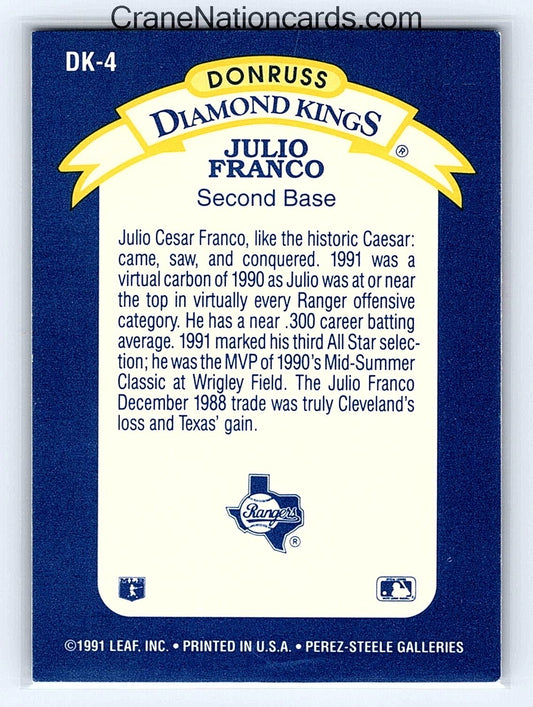 CraneNationcards.com
DK-4
DONRUSS
DIAMOND KINGS
®
JULIO
FRANCO
Second Base
Julio Cesar Franco, like the historic Caesar:
came, saw, and conquered. 1991 was a
virtual carbon of 1990 as Julio was at or near
the top in virtually every Ranger offensive
category. He has a near .300 career batting
average. 1991 marked his third All Star selec-
tion; he was the MVP of 1990's Mid-Summer
Classic at Wrigley Field. The Julio Franco
December 1988 trade was truly Cleveland's
loss and Texas' gain.
Rangers
®
©1991 LEAF, INC. • PRINTED IN U.S.A. • PEREZ-STEELE GALLERIES